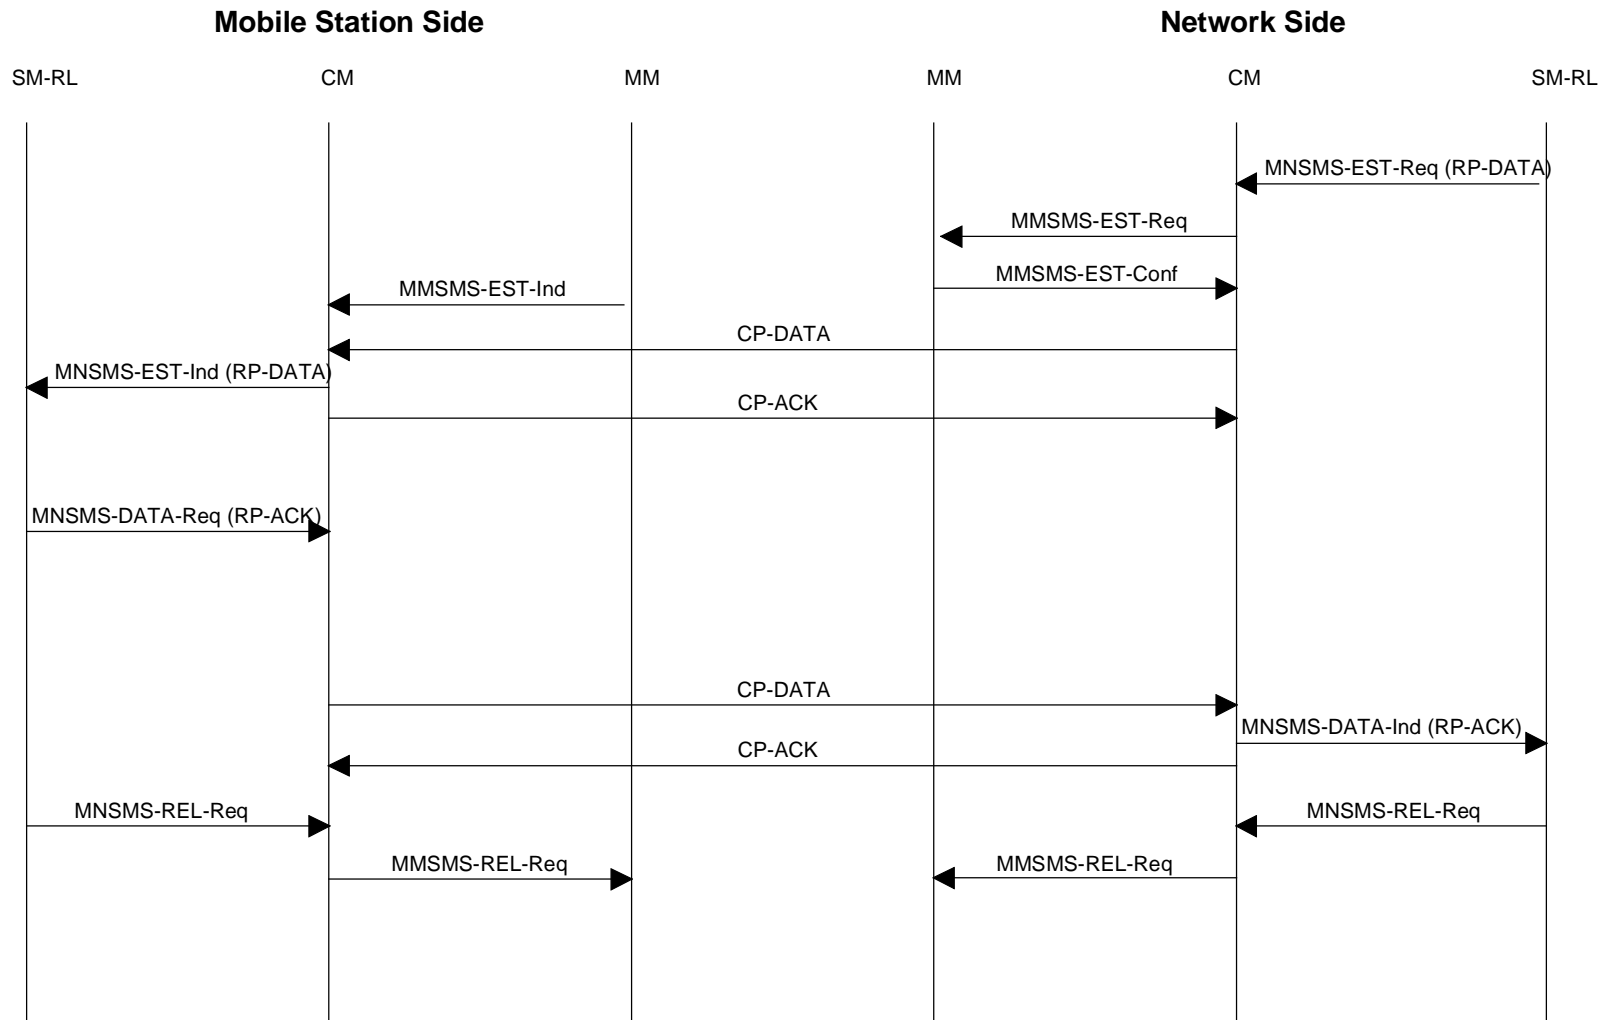 Mobile Station Side
Network Side
SM-RL
CM
MM
MM
CM
SM-RL
MNSMS-EST-Req (RP-DATA)
MMSMS-EST-Req
MMSMS-EST-Conf
MMSMS-EST-Ind
CP-DATA
MNSMS-EST-Ind (RP-DATA)
CP-ACK
MNSMS-DATA-Req (RP-ACK)
CP-DATA
MNSMS-DATA-Ind (RP-ACK)
CP-ACK
MNSMS-REL-Req
MNSMS-REL-Req
MMSMS-REL-Req
MMSMS-REL-Req